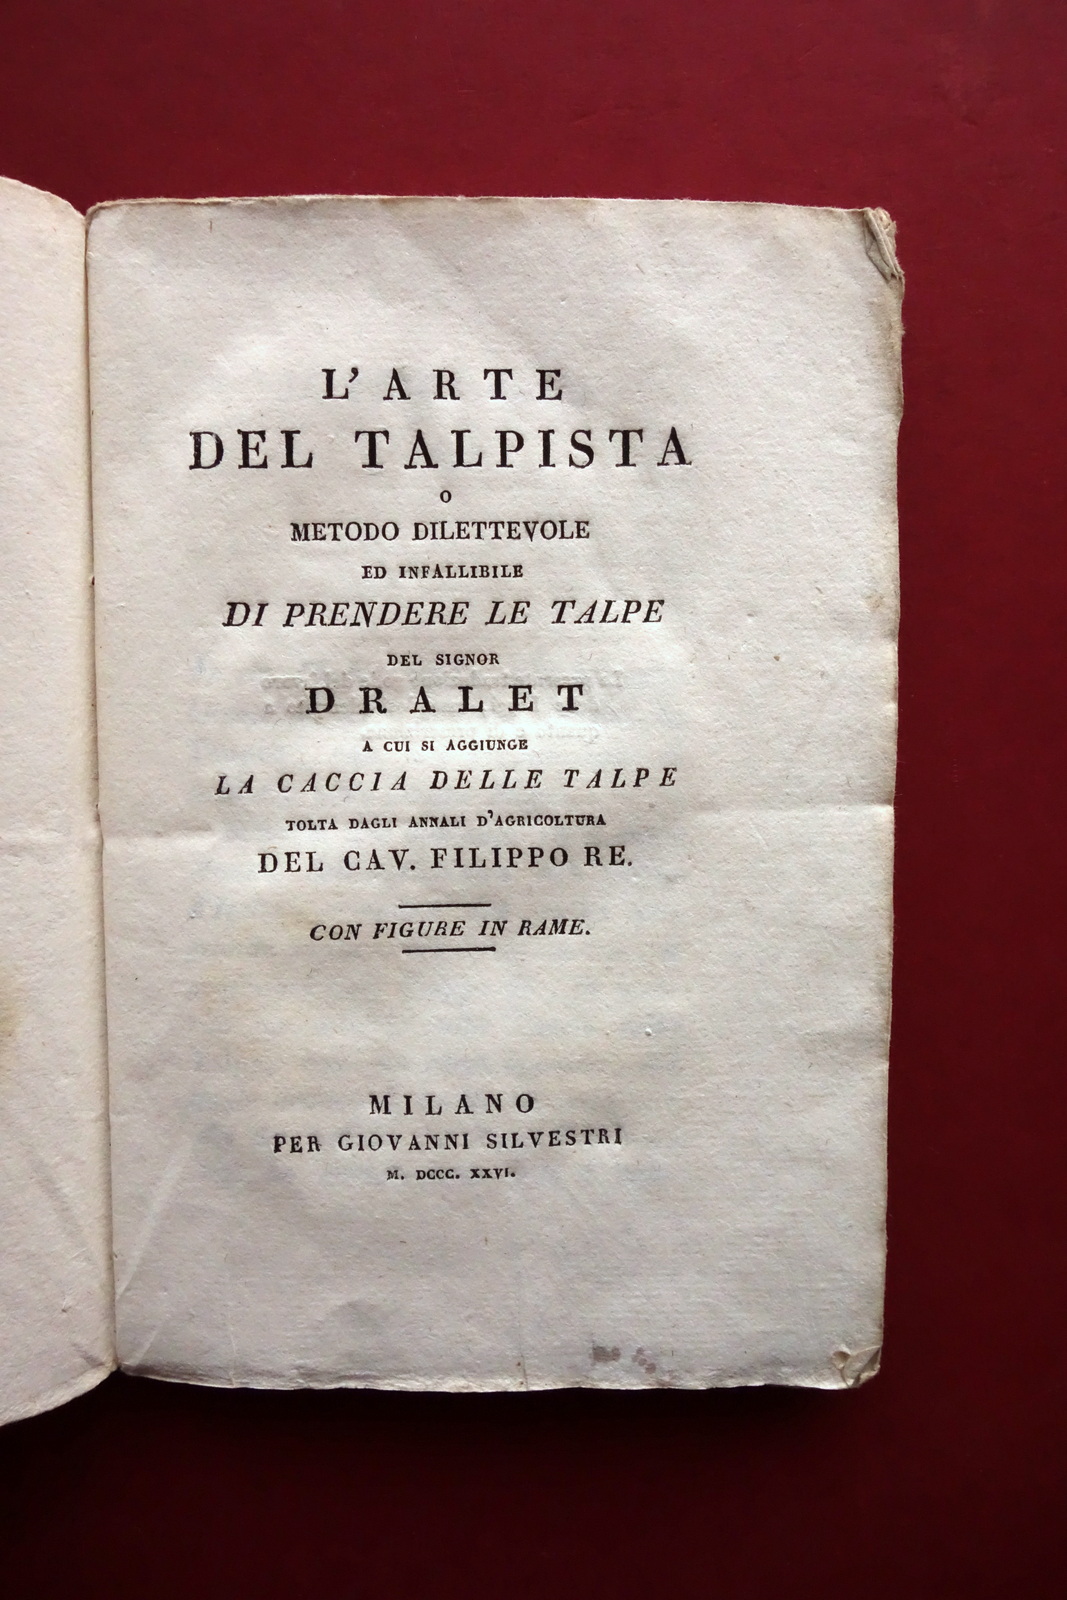 L'ARTE
DEL TALPISTA
O
METODO DILETTEVOLE
ED INFALLIBILE
DI PRENDERE LE TALPE
DEL SIGNOR
DRALET
A CUI SI AGGIUNGE
LA CACCIA DELLE TALPE
TOLTA DAGLI ANNALI D'AGRICOLTURA
DEL CAV. FILIPPO RE.
CON FIGURE IN RAME.
MILANO
PER GIOVANNI SILVESTRI
M. DCCC. XXVI.